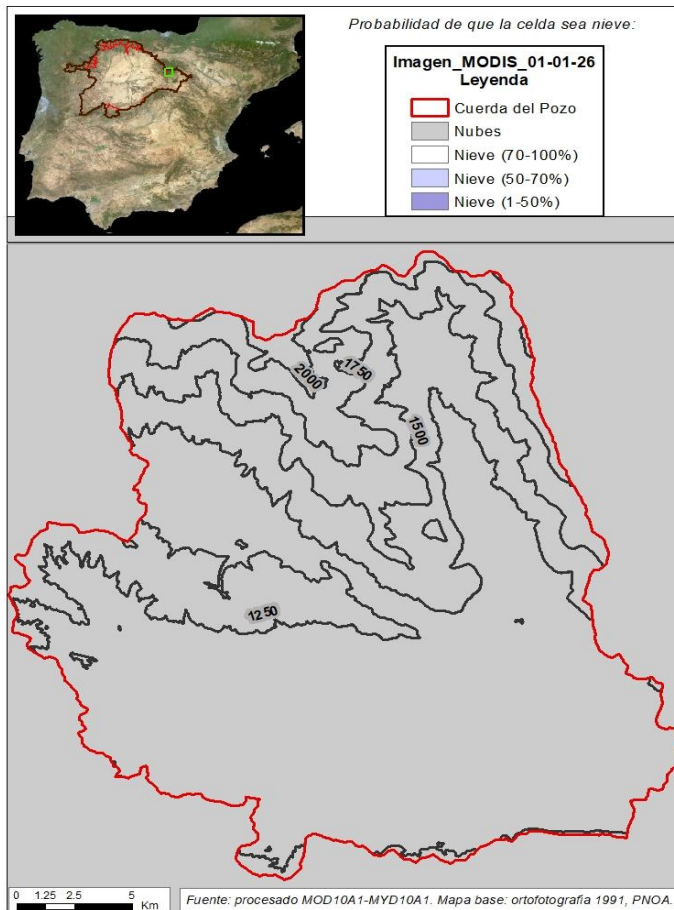 Probabilidad de que la celda sea nieve:
Imagen_MODIS_01-01-26
Leyenda
Cuerda del Pozo
Nubes
Nieve (70-100%)
Nieve (50-70%)
Nieve (1-50%)
2000
1750
1500
1250
0 1.25 2.5 5
Km
Fuente: procesado MOD10A1-MYD10A1. Mapa base: ortofotografia 1991, PNOA.